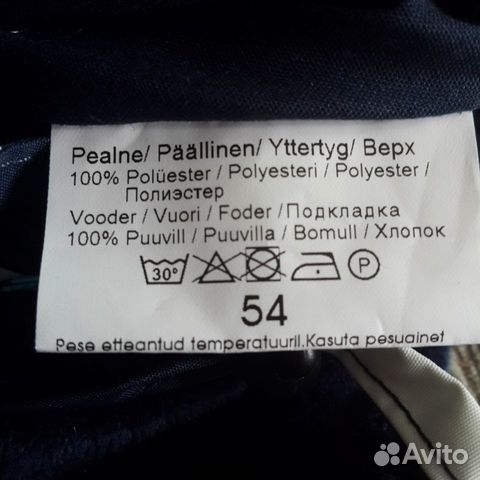 Pealne/ Päällinen/ Yttertyg/ Верх
100% Polüester / Polyesteri / Polyester /
Полиэстер
Vooder / Vuori / Foder / Подкладка
100% Puuvill / Puuvilla / Bomull / Хлопок
30° P
54
Pese etteantud temperatuuril. Kasuta pesuainet
Avito